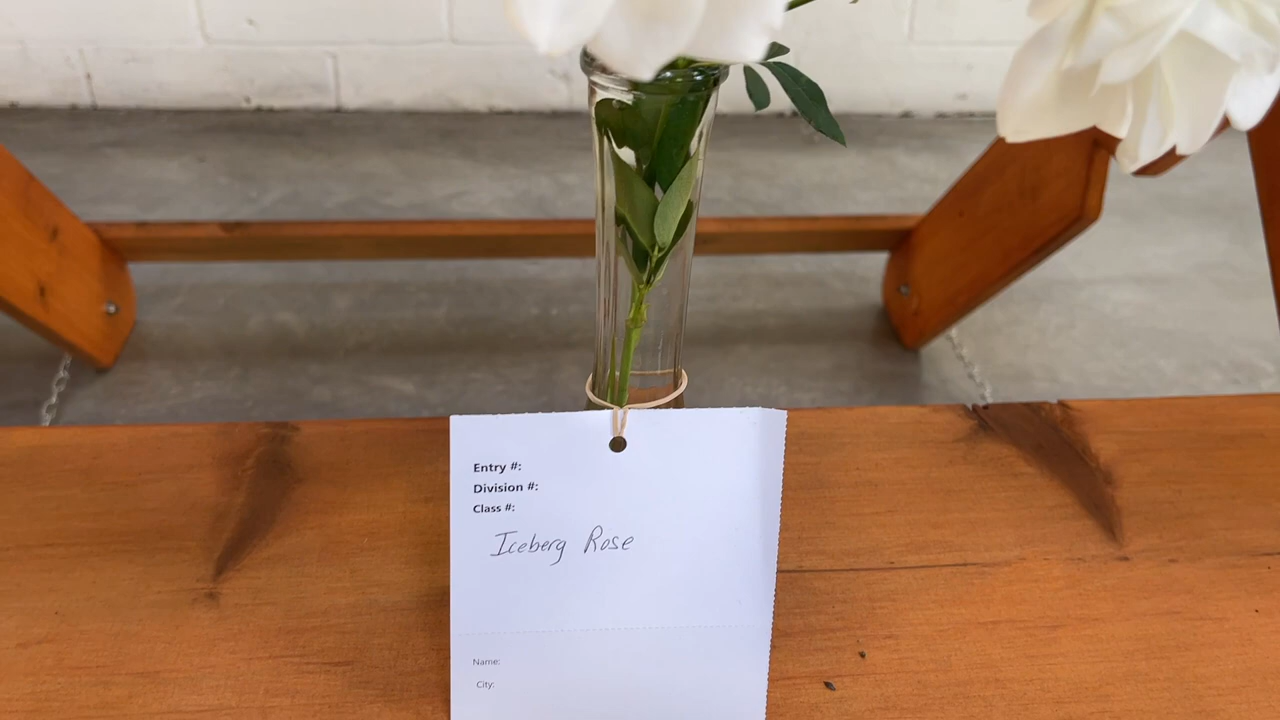 Entry #:
Division #:
Class #:
Iceberg Rose
Name:
City: